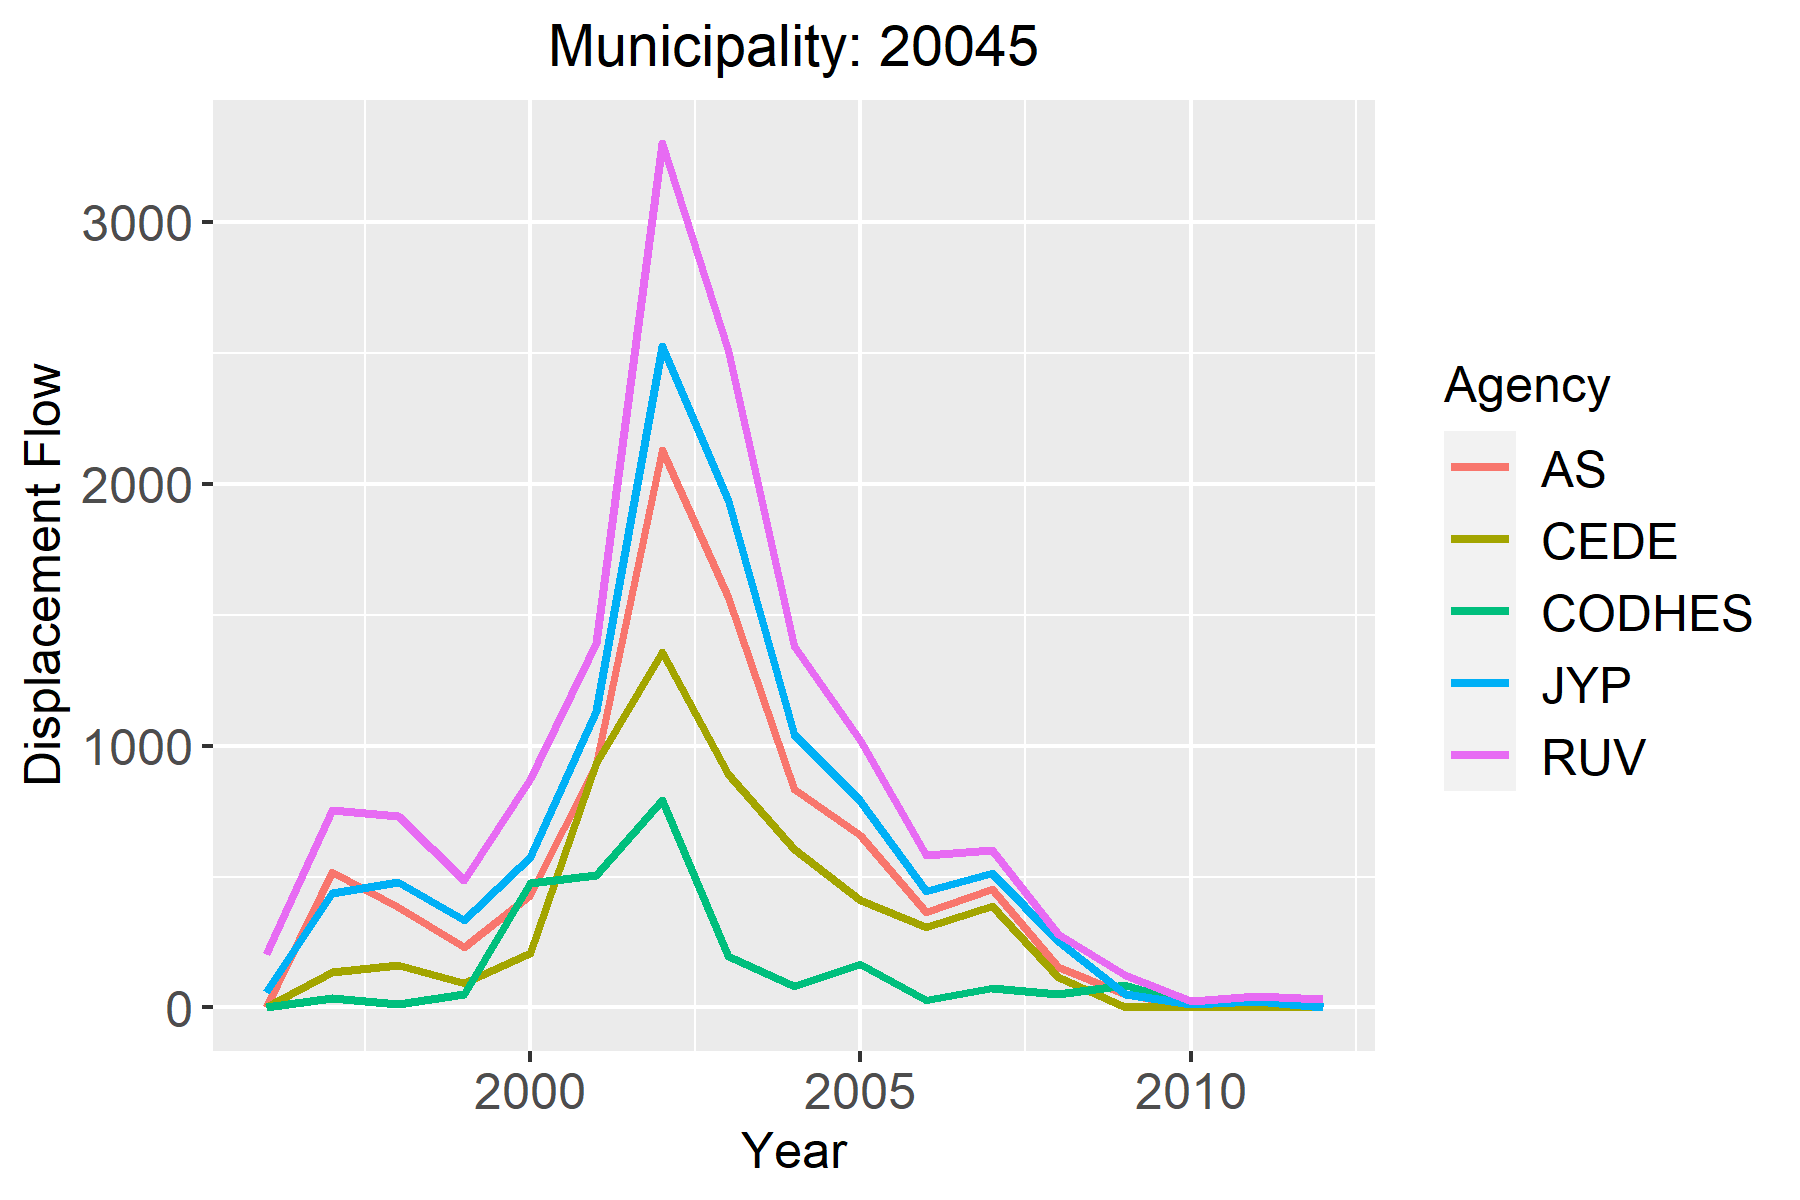 Municipality: 20045
Displacement Flow
3000
2000
1000
0
2000 2005 2010
Year
Agency
AS
CEDE
CODHES
JYP
RUV